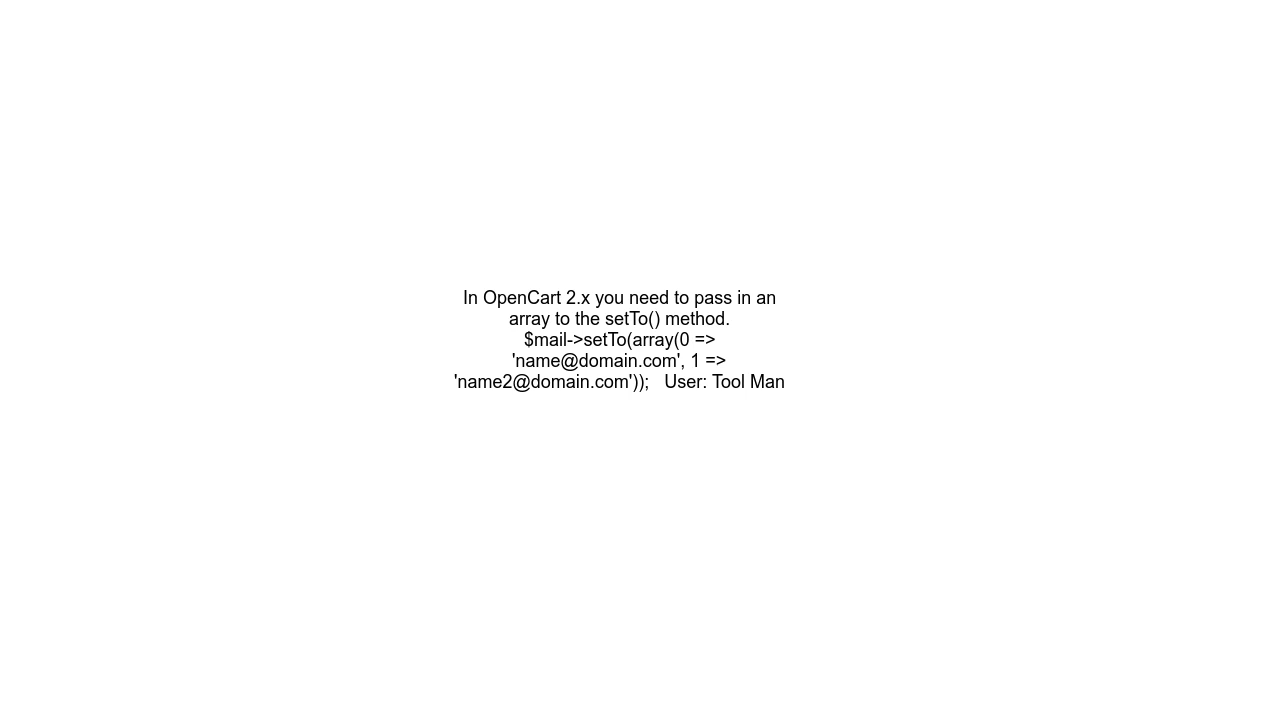 In OpenCart 2.x you need to pass in an
array to the setTo() method.
$mail->setTo(array(0 =>
'name@domain.com', 1 =>
'name2@domain.com'));   User: Tool Man